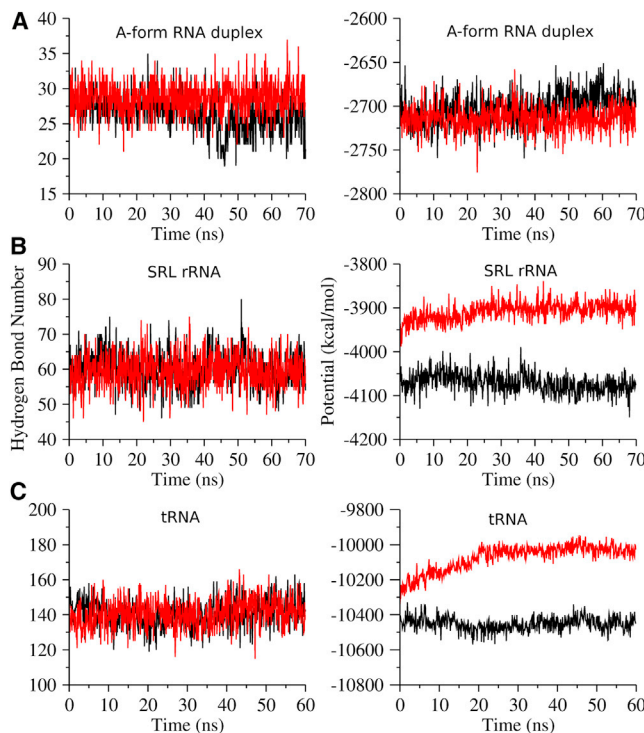 A
A-form RNA duplex
40
35
30
25
20
15
0 10 20 30 40 50 60 70
Time (ns)
A-form RNA duplex
-2600
-2650
-2700
-2750
-2800
0 10 20 30 40 50 60 70
Time (ns)
B
Hydrogen Bond Number
SRL rRNA
90
80
70
60
50
40
0 10 20 30 40 50 60 70
Time (ns)
Potential (kcal/mol)
SRL rRNA
-3800
-3900
-4000
-4100
-4200
0 10 20 30 40 50 60 70
Time (ns)
C
tRNA
200
180
160
140
120
100
0 10 20 30 40 50 60
Time (ns)
tRNA
-9800
-10000
-10200
-10400
-10600
-10800
0 10 20 30 40 50 60
Time (ns)